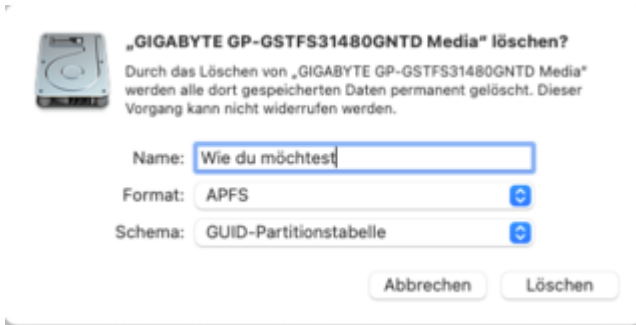 „GIGABYTE GP-GSTFS31480GNTD Media“ löschen?
Durch das Löschen von „GIGABYTE GP-GSTFS31480GNTD Media“
werden alle dort gespeicherten Daten permanent gelöscht. Dieser
Vorgang kann nicht widerrufen werden.
Name: Wie du möchtest
Format: APFS
Schema: GUID-Partitionstabelle
Abbrechen Löschen